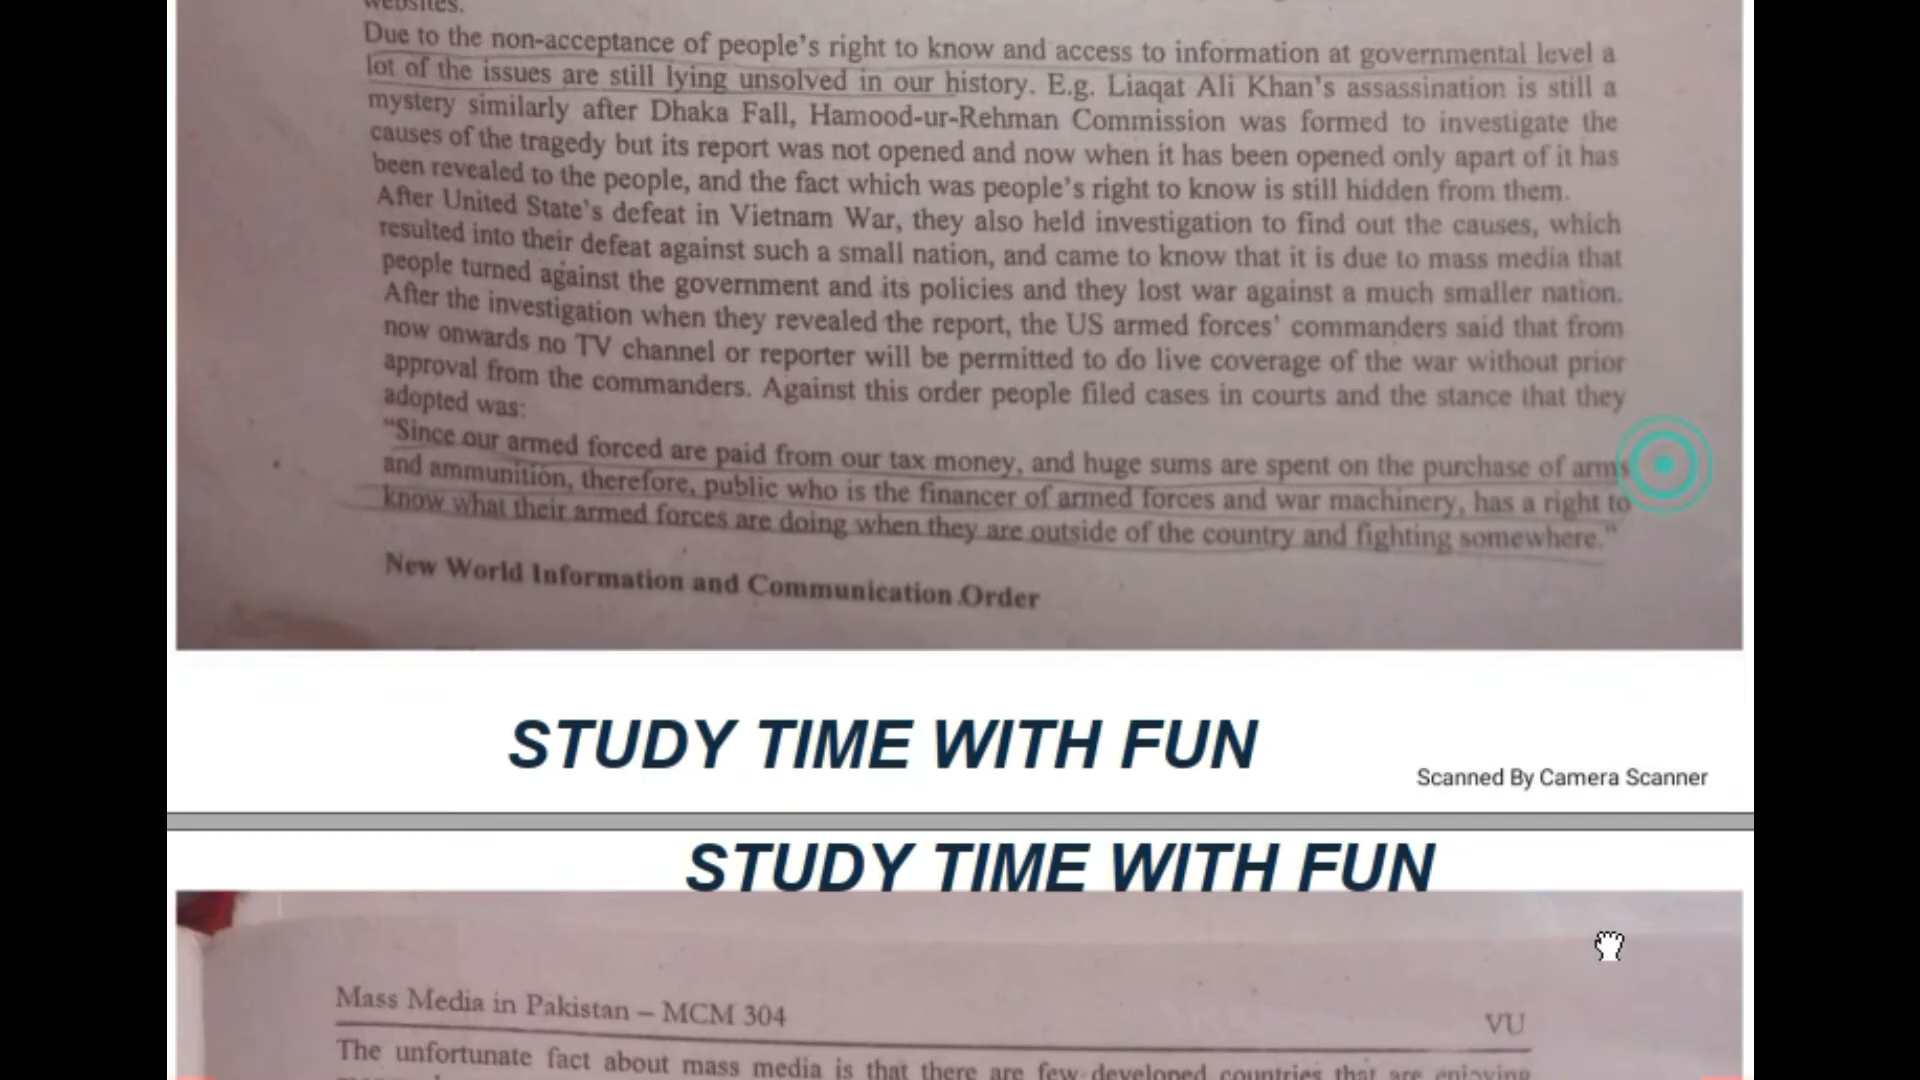 websites.
Due to the non-acceptance of people's right to know and access to information at governmental level a
lot of the issues are still lying unsolved in our history. E.g. Liaqat Ali Khan's assassination is still a
mystery similarly after Dhaka Fall, Hamood-ur-Rehman Commission was formed to investigate the
causes of the tragedy but its report was not opened and now when it has been opened only apart of it has
been revealed to the people, and the fact which was people's right to know is still hidden from them.
After United State's defeat in Vietnam War, they also held investigation to find out the causes, which
resulted into their defeat against such a small nation, and came to know that it is due to mass media that
people turned against the government and its policies and they lost war against a much smaller nation.
After the investigation when they revealed the report, the US armed forces' commanders said that from
now onwards no TV channel or reporter will be permitted to do live coverage of the war without prior
approval from the commanders. Against this order people filed cases in courts and the stance that they
adopted was:
"Since our armed forced are paid from our tax money, and huge sums are spent on the purchase of arms
and ammunition, therefore, public who is the financer of armed forces and war machinery, has a right to
know what their armed forces are doing when they are outside of the country and fighting somewhere."
New World Information and Communication Order
STUDY TIME WITH FUN
Scanned By Camera Scanner
STUDY TIME WITH FUN
Mass Media in Pakistan – MCM 304
VU
The unfortunate fact about mass media is that there are few developed countries that are enjoying